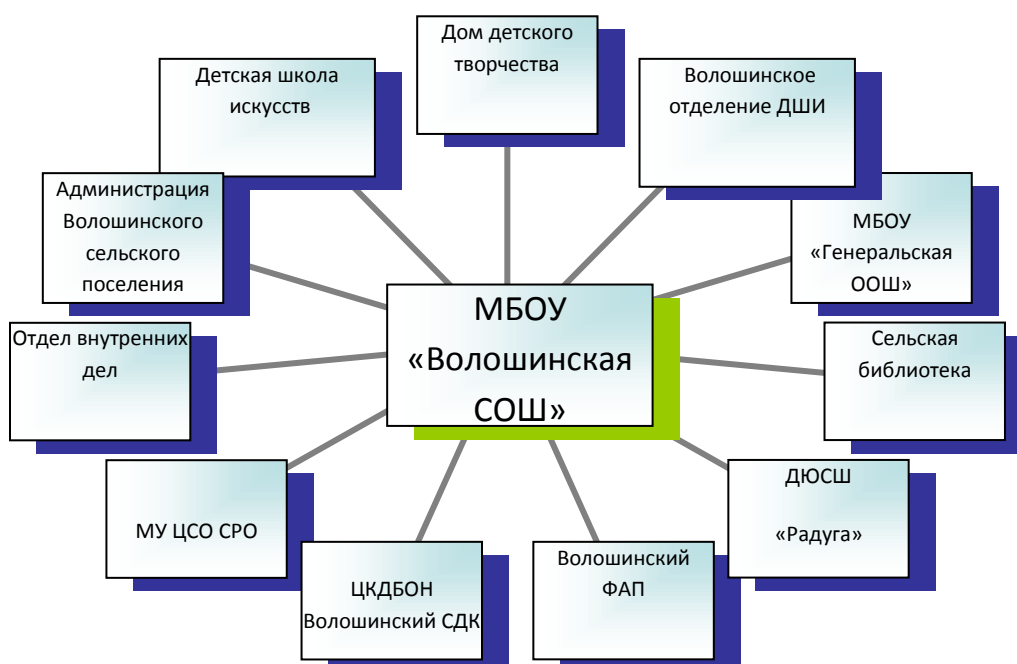 Дом детского
творчества
Детская школа
искусств
Волошинское
отделение ДШИ
Администрация
Волошинского
сельского
поселения
МБОУ
«Генеральская
ООШ»
МБОУ
«Волошинская
СОШ»
Отдел внутренних
дел
Сельская
библиотека
МУ ЦСО СРО
ДЮСШ
«Радуга»
ЦКДБОН
Волошинский СДК
Волошинский
ФАП